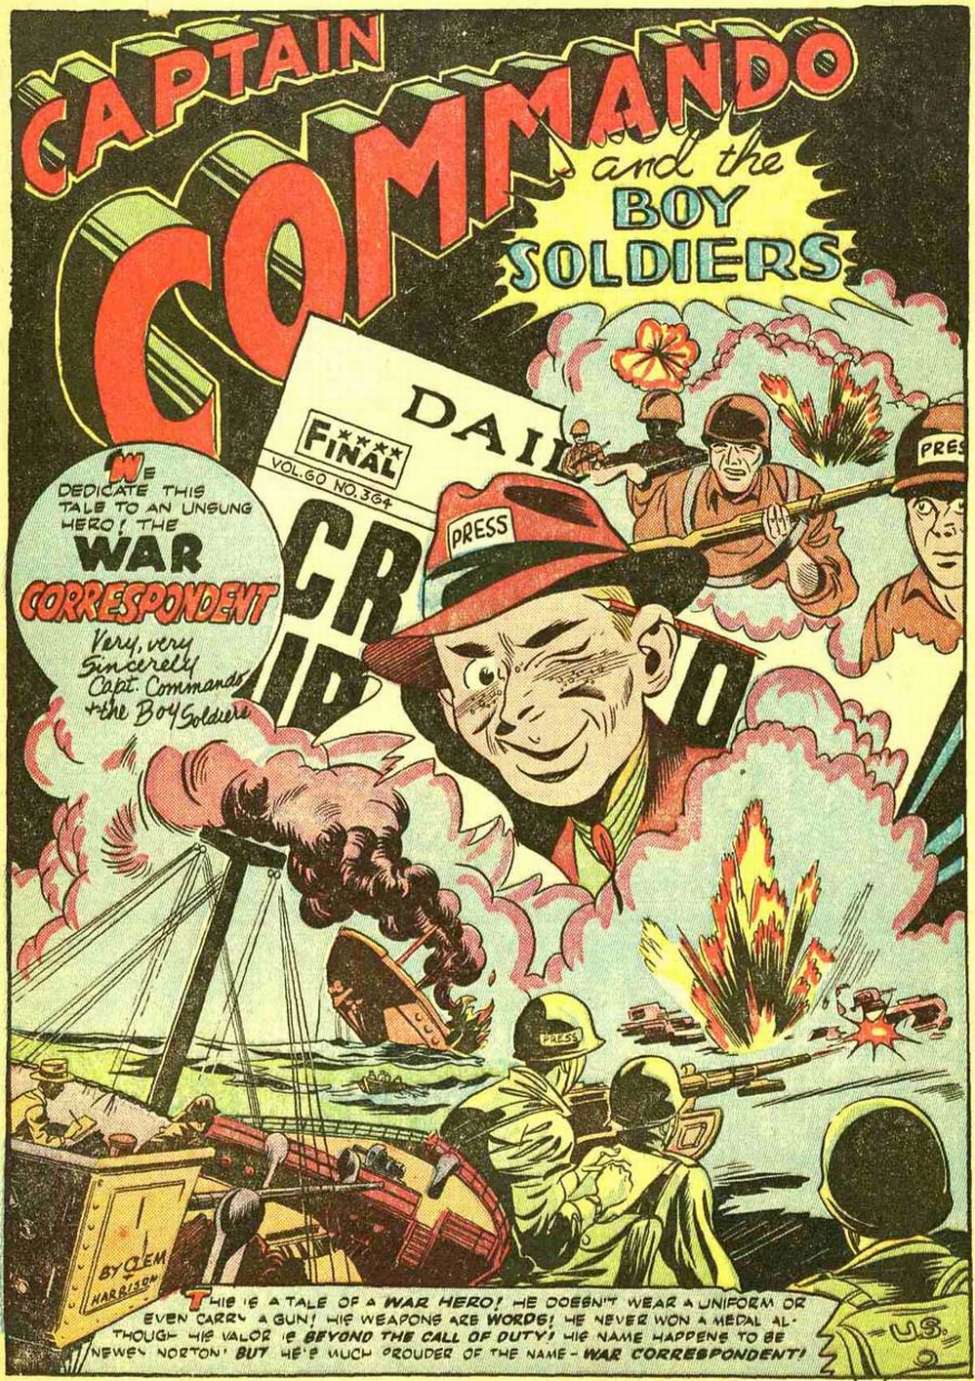 CAPTAIN
COMMANDO
and the
BOY
SOLDIERS
DAIL
FINAL
VOL.60 NO.364
CR
PRESS
PRES
WE
DEDICATE THIS
TALE TO AN UNSUNG
HERO! THE
WAR
CORRESPONDENT
Very, very
Sincerely
Capt. Commando
+ the Boy Soldiers
PRESS
BY CLEM
+
HARRISON
THIS IS A TALE OF A WAR HERO! HE DOESN'T WEAR A UNIFORM OR
EVEN CARRY A GUN! HIS WEAPONS ARE WORDS! HE NEVER WON A MEDAL AL-
THOUGH HIS VALOR IS BEYOND THE CALL OF DUTY! HIS NAME HAPPENS TO BE
"NEWSY NORTON" BUT HE'S MUCH PROUDER OF THE NAME - WAR CORRESPONDENT!
U.S.